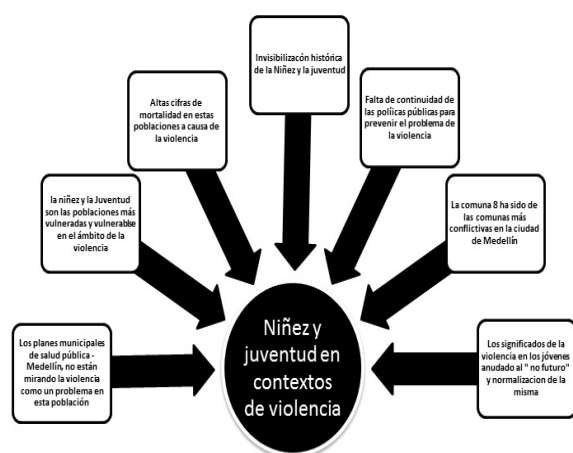 Invisibilizacón histórica
de la Niñez y la juventud
Altas cifras de
mortalidad en estas
poblaciones a causa de
la violencia
Falta de continuidad de
las políicas públicas para
prevenir el problema de la
violencia
la niñez y la Juventud
son las poblaciones más
vulneradas y vulnerablse
en el ámbito de la
violencia
La comuna 8 ha sido de
las comunas más
conflictivas en la ciudad
de Medellín
Los planes municipales
de salud pública -
Medellín, no están
mirando la violencia
como un problema en
esta población
Los significados de la
violencia en los jóvenes
anudado al " no futuro"
y normalizacion de la
misma
Niñez y
juventud en
contextos
de violencia